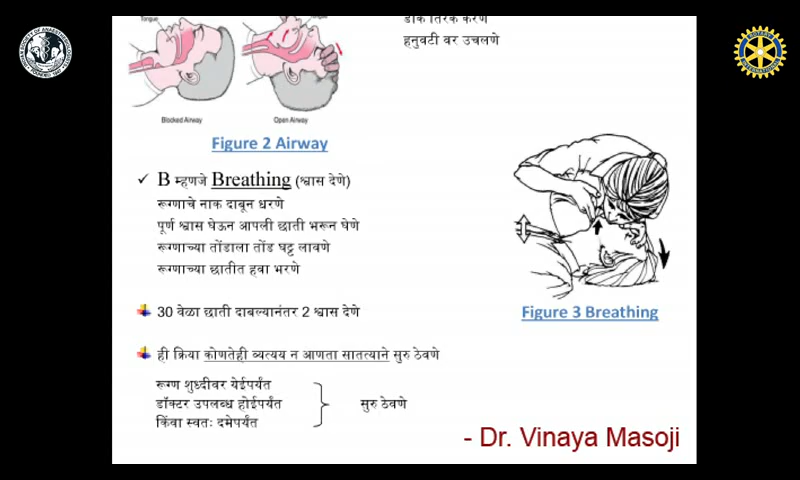 Tongue
डोके तिरके करणे
हनुवटी वर उचलणे
Blocked Airway
Open Airway
Figure 2 Airway
✓ B म्हणजे Breathing (श्वास देणे)
रूग्णाचे नाक दाबून धरणे
पूर्ण श्वास घेऊन आपली छाती भरून घेणे
रूग्णाच्या तोंडाला तोंड घट्ट लावणे
रूग्णाच्या छातीत हवा भरणे
30 वेळा छाती दाबल्यानंतर 2 श्वास देणे
Figure 3 Breathing
ही क्रिया कोणतेही व्यत्यय न आणता सातत्याने सुरु ठेवणे
रूग्ण शुध्दीवर येईपर्यंत
डॉक्टर उपलब्ध होईपर्यंत
सुरु ठेवणे
किंवा स्वतः दमेपर्यंत
- Dr. Vinaya Masoji